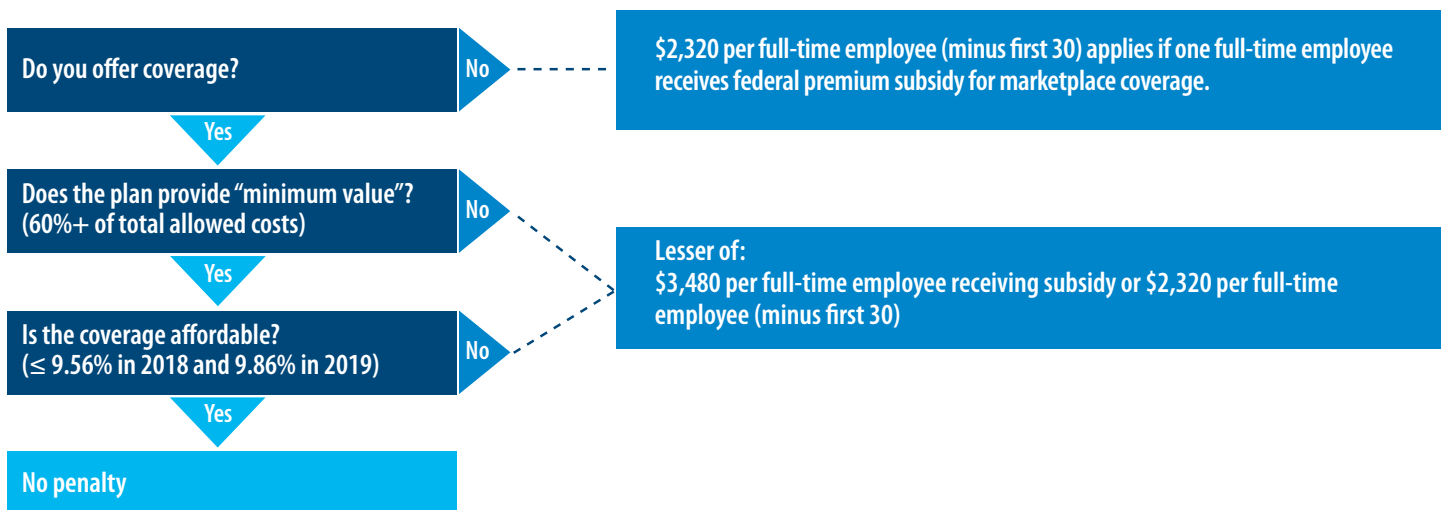 Do you offer coverage?
No
$2,320 per full-time employee (minus first 30) applies if one full-time employee
receives federal premium subsidy for marketplace coverage.
Yes
Does the plan provide “minimum value”?
(60%+ of total allowed costs)
No
Yes
Lesser of:
$3,480 per full-time employee receiving subsidy or $2,320 per full-time
employee (minus first 30)
Is the coverage affordable?
(≤ 9.56% in 2018 and 9.86% in 2019)
No
Yes
No penalty